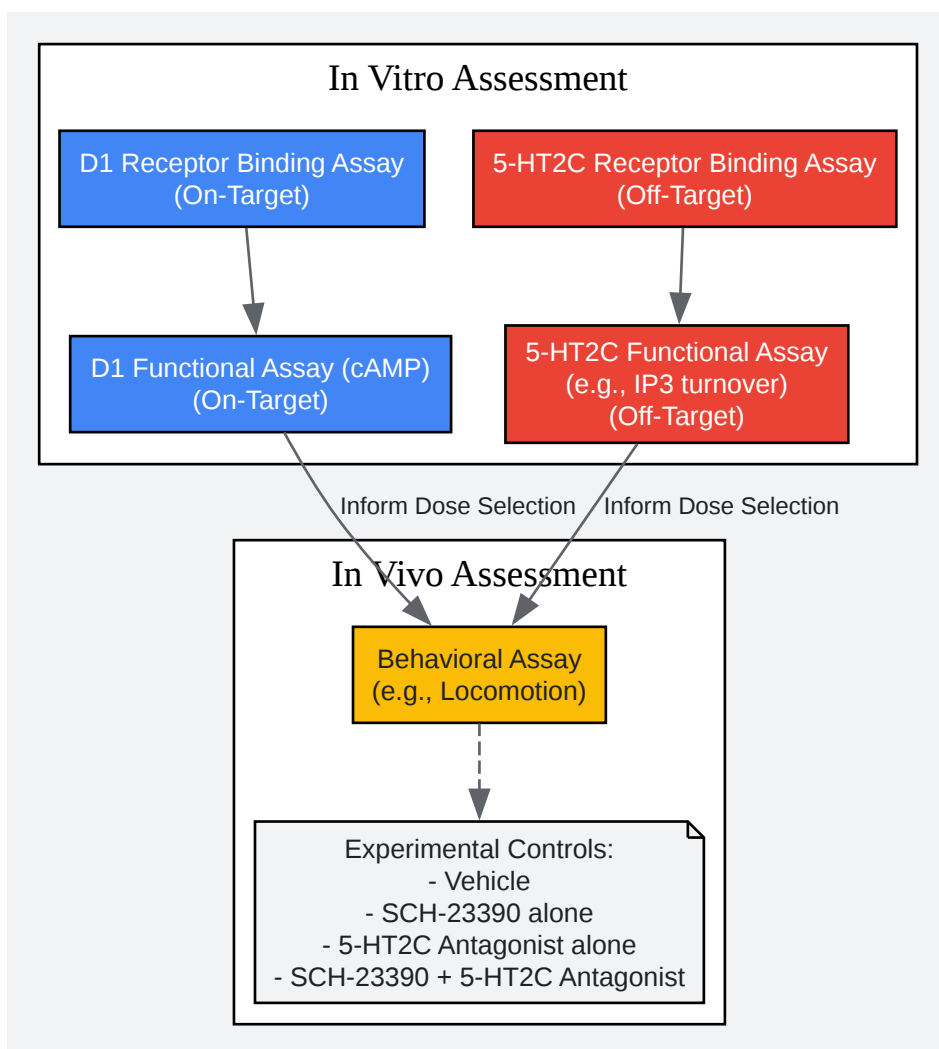 In Vitro Assessment
D1 Receptor Binding Assay
(On-Target)
5-HT2C Receptor Binding Assay
(Off-Target)
D1 Functional Assay (cAMP)
(On-Target)
5-HT2C Functional Assay
(e.g., IP3 turnover)
(Off-Target)
Inform Dose Selection
Inform Dose Selection
In Vivo Assessment
Behavioral Assay
(e.g., Locomotion)
Experimental Controls:
- Vehicle
- SCH-23390 alone
- 5-HT2C Antagonist alone
- SCH-23390 + 5-HT2C Antagonist